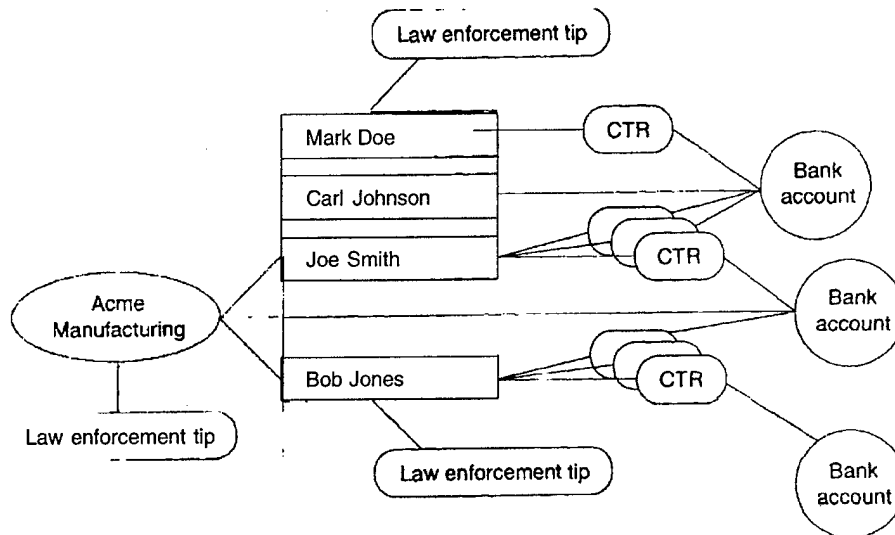 Law enforcement tip
Mark Doe
CTR
Bank
account
Carl Johnson
Joe Smith
CTR
Acme
Manufacturing
Bank
account
Bob Jones
CTR
Law enforcement tip
Law enforcement tip
Bank
account